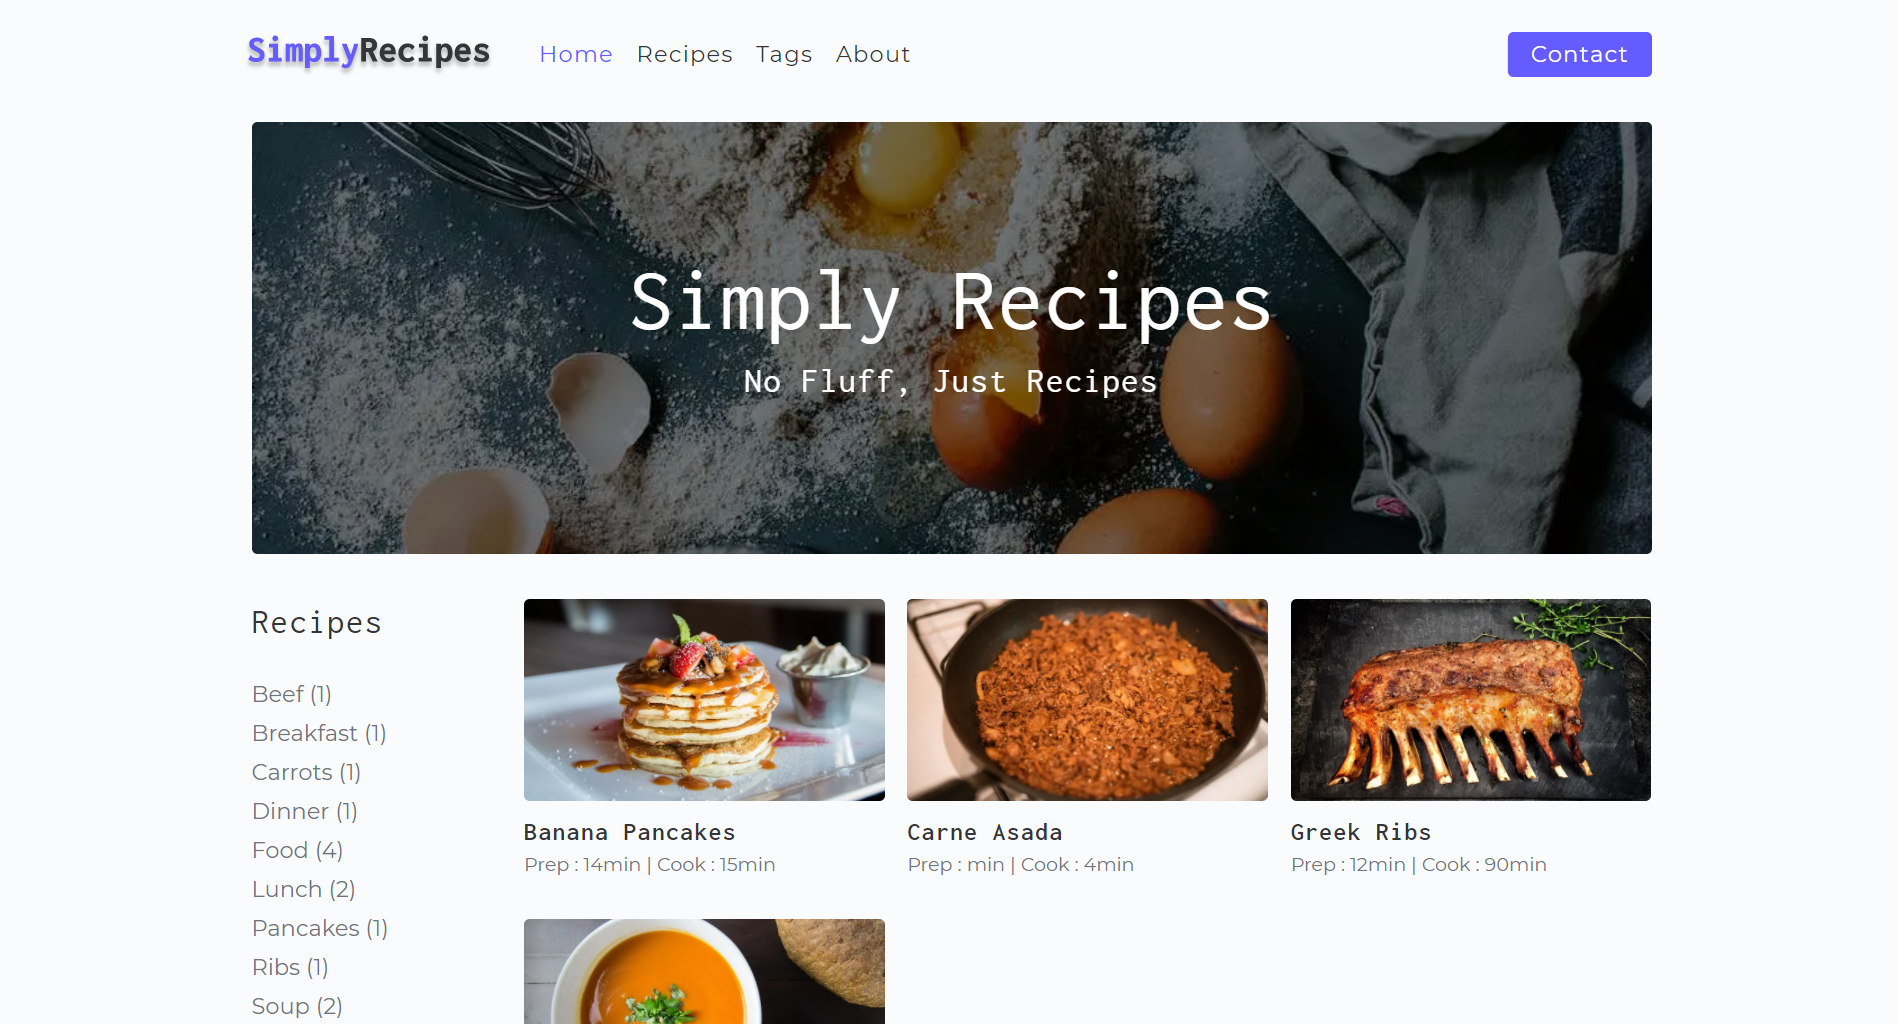 SimplyRecipes
Home Recipes Tags About
Contact
Simply Recipes
No Fluff, Just Recipes
Recipes
Beef (1)
Breakfast (1)
Carrots (1)
Dinner (1)
Food (4)
Lunch (2)
Pancakes (1)
Ribs (1)
Soup (2)
Banana Pancakes
Prep : 14min | Cook : 15min
Carne Asada
Prep : min | Cook : 4min
Greek Ribs
Prep : 12min | Cook : 90min